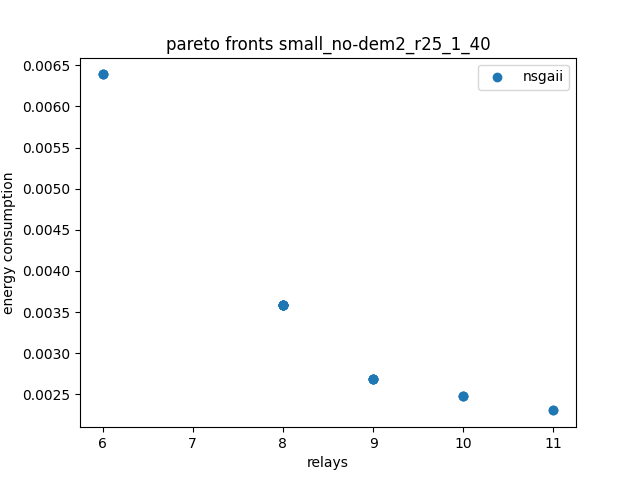 pareto fronts small_no-dem2_r25_1_40
nsgaii
energy consumption
0.0065
0.0060
0.0055
0.0050
0.0045
0.0040
0.0035
0.0030
0.0025
6 7 8 9 10 11
relays